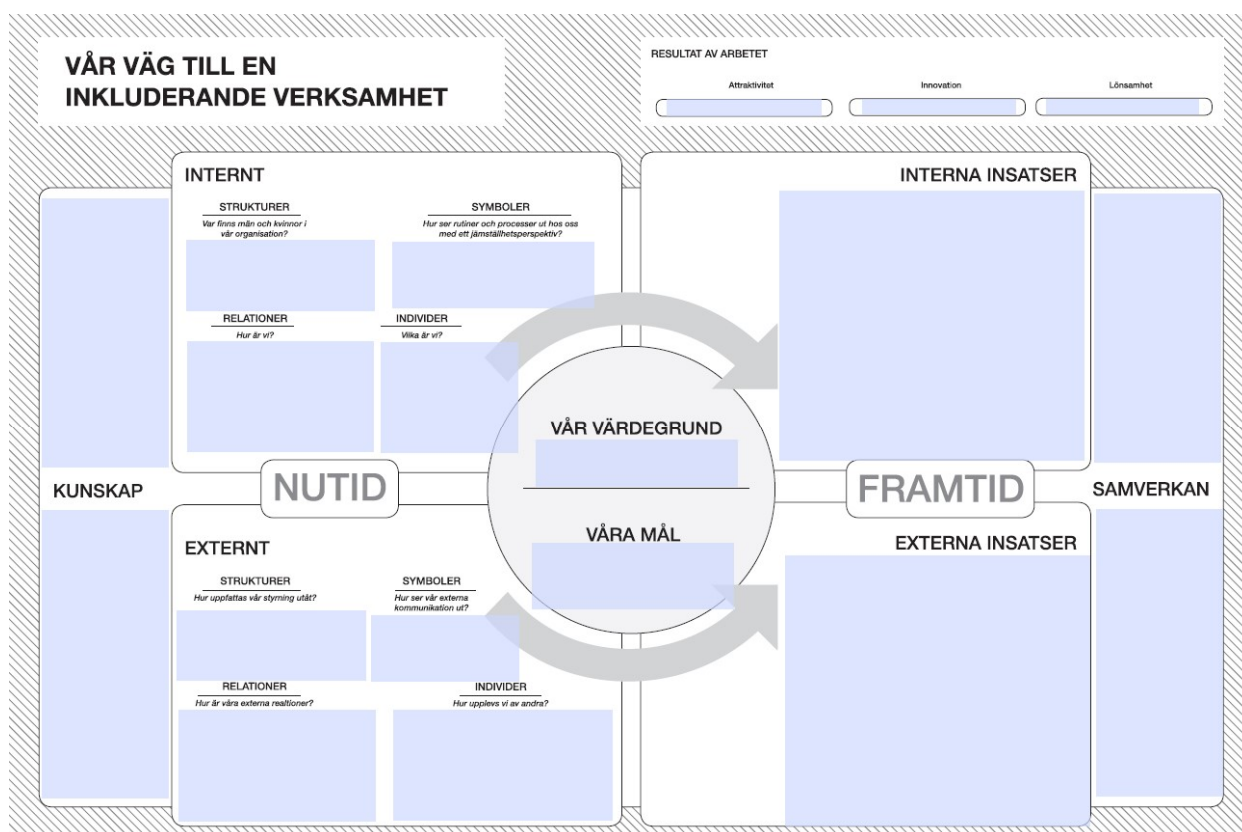 VÅR VÄG TILL EN
INKLUDERANDE VERKSAMHET
RESULTAT AV ARBETET
Attraktivitet
Innovation
Lönsamhet
INTERNT
STRUKTURER
Var finns män och kvinnor i
vår organisation?
SYMBOLER
Hur ser rutiner och processer ut hos oss
med ett jämställhetsperspektiv?
RELATIONER
Hur är vi?
INDIVIDER
Vilka är vi?
INTERNA INSATSER
VÅR VÄRDEGRUND
VÅRA MÅL
KUNSKAP
NUTID
FRAMTID
SAMVERKAN
EXTERNT
STRUKTURER
Hur uppfattas vår styrning utåt?
SYMBOLER
Hur ser vår externa
kommunikation ut?
RELATIONER
Hur är våra externa realtioner?
INDIVIDER
Hur upplevs vi av andra?
EXTERNA INSATSER